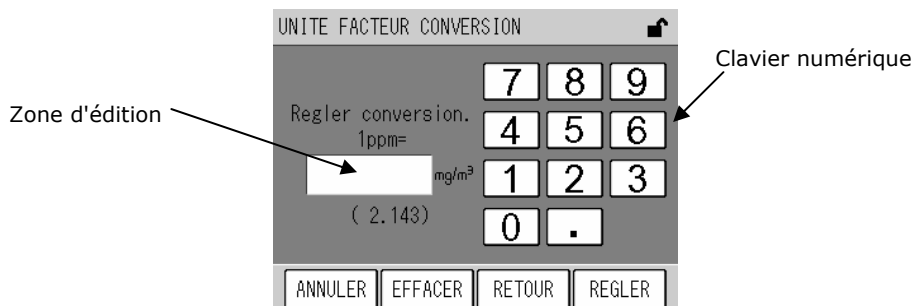 UNITE FACTEUR CONVERSION
Clavier numérique
Zone d'édition
7 8 9
Regler conversion.
4 5 6
1ppm=
mg/m³
1 2 3
( 2.143)
0 .
ANNULER EFFACER RETOUR REGLER